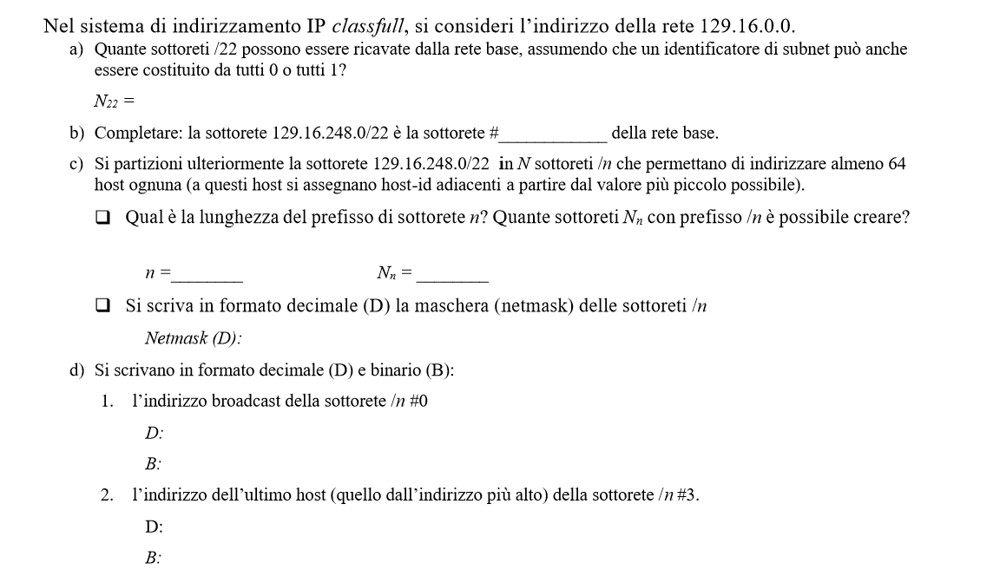 Nel sistema di indirizzamento IP classfull, si consideri l’indirizzo della rete 129.16.0.0.
a) Quante sottoreti /22 possono essere ricavate dalla rete base, assumendo che un identificatore di subnet può anche
essere costituito da tutti 0 o tutti 1?
N22 =
b) Completare: la sottorete 129.16.248.0/22 è la sottorete #____________ della rete base.
c) Si partizioni ulteriormente la sottorete 129.16.248.0/22 in N sottoreti /n che permettano di indirizzare almeno 64
host ognuna (a questi host si assegnano host-id adiacenti a partire dal valore più piccolo possibile).
❑ Qual è la lunghezza del prefisso di sottorete n? Quante sottoreti Nn con prefisso /n è possibile creare?
n =________ Nn = ________
❑ Si scriva in formato decimale (D) la maschera (netmask) delle sottoreti /n
Netmask (D):
d) Si scrivano in formato decimale (D) e binario (B):
1. l’indirizzo broadcast della sottorete /n #0
D:
B:
2. l’indirizzo dell’ultimo host (quello dall’indirizzo più alto) della sottorete /n #3.
D:
B: